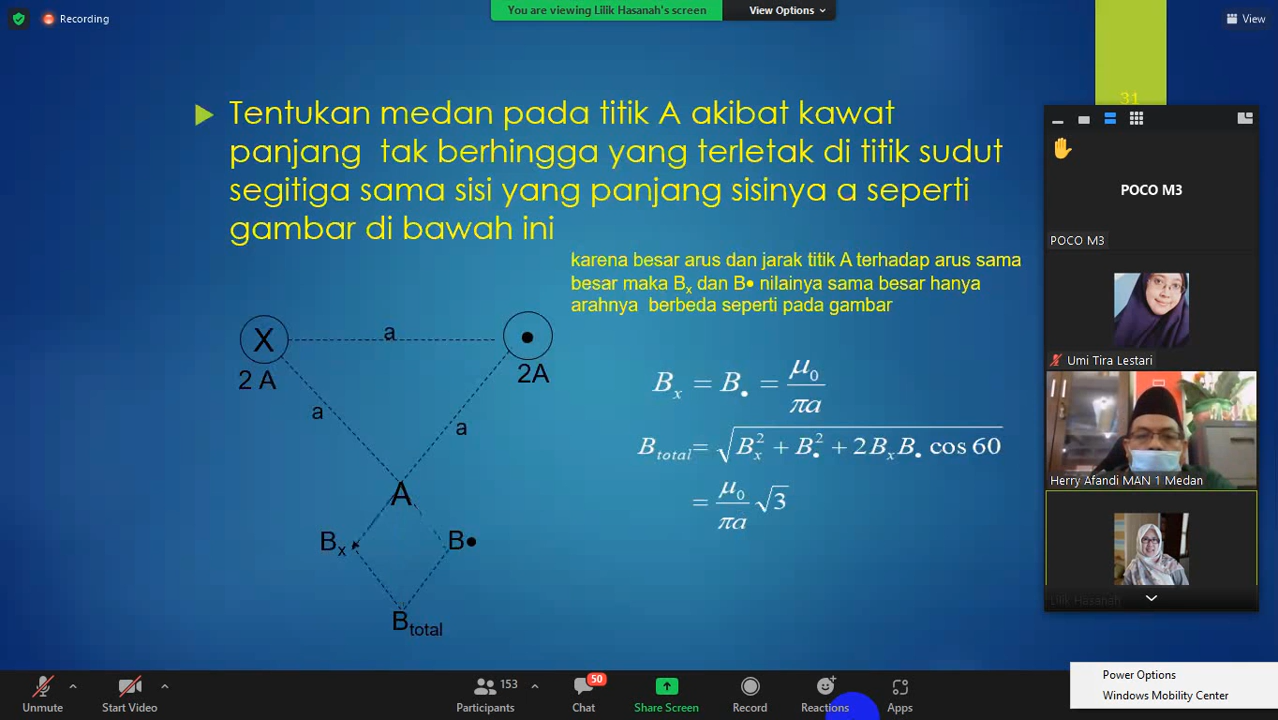 Recording
You are viewing Lilik Hasanah's screen
View Options
View
31
Tentukan medan pada titik A akibat kawat
panjang tak berhingga yang terletak di titik sudut
segitiga sama sisi yang panjang sisinya a seperti
gambar di bawah ini
karena besar arus dan jarak titik A terhadap arus sama
besar maka Bx dan B• nilainya sama besar hanya
arahnya berbeda seperti pada gambar
X
a
•
2 A
2A
a
a
A
Bx
B•
Btotal
Bx = B• = μ0/πa
Btotal = √(Bx² + B•² + 2BxB• cos 60)
= μ0/πa √3
POCO M3
POCO M3
Umi Tira Lestari
Herry Afandi MAN 1 Medan
Lilik Hasanah
Power Options
Windows Mobility Center
Unmute
Start Video
153
Participants
50
Chat
Share Screen
Record
Reactions
Apps